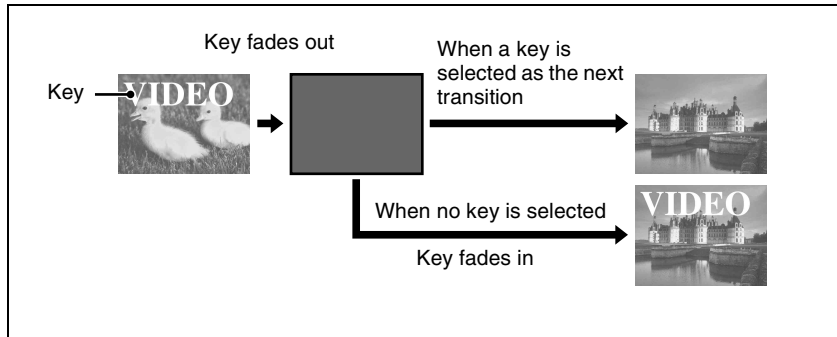 Key fades out
When a key is
selected as the next
transition
Key
VIDEO
When no key is selected
VIDEO
Key fades in